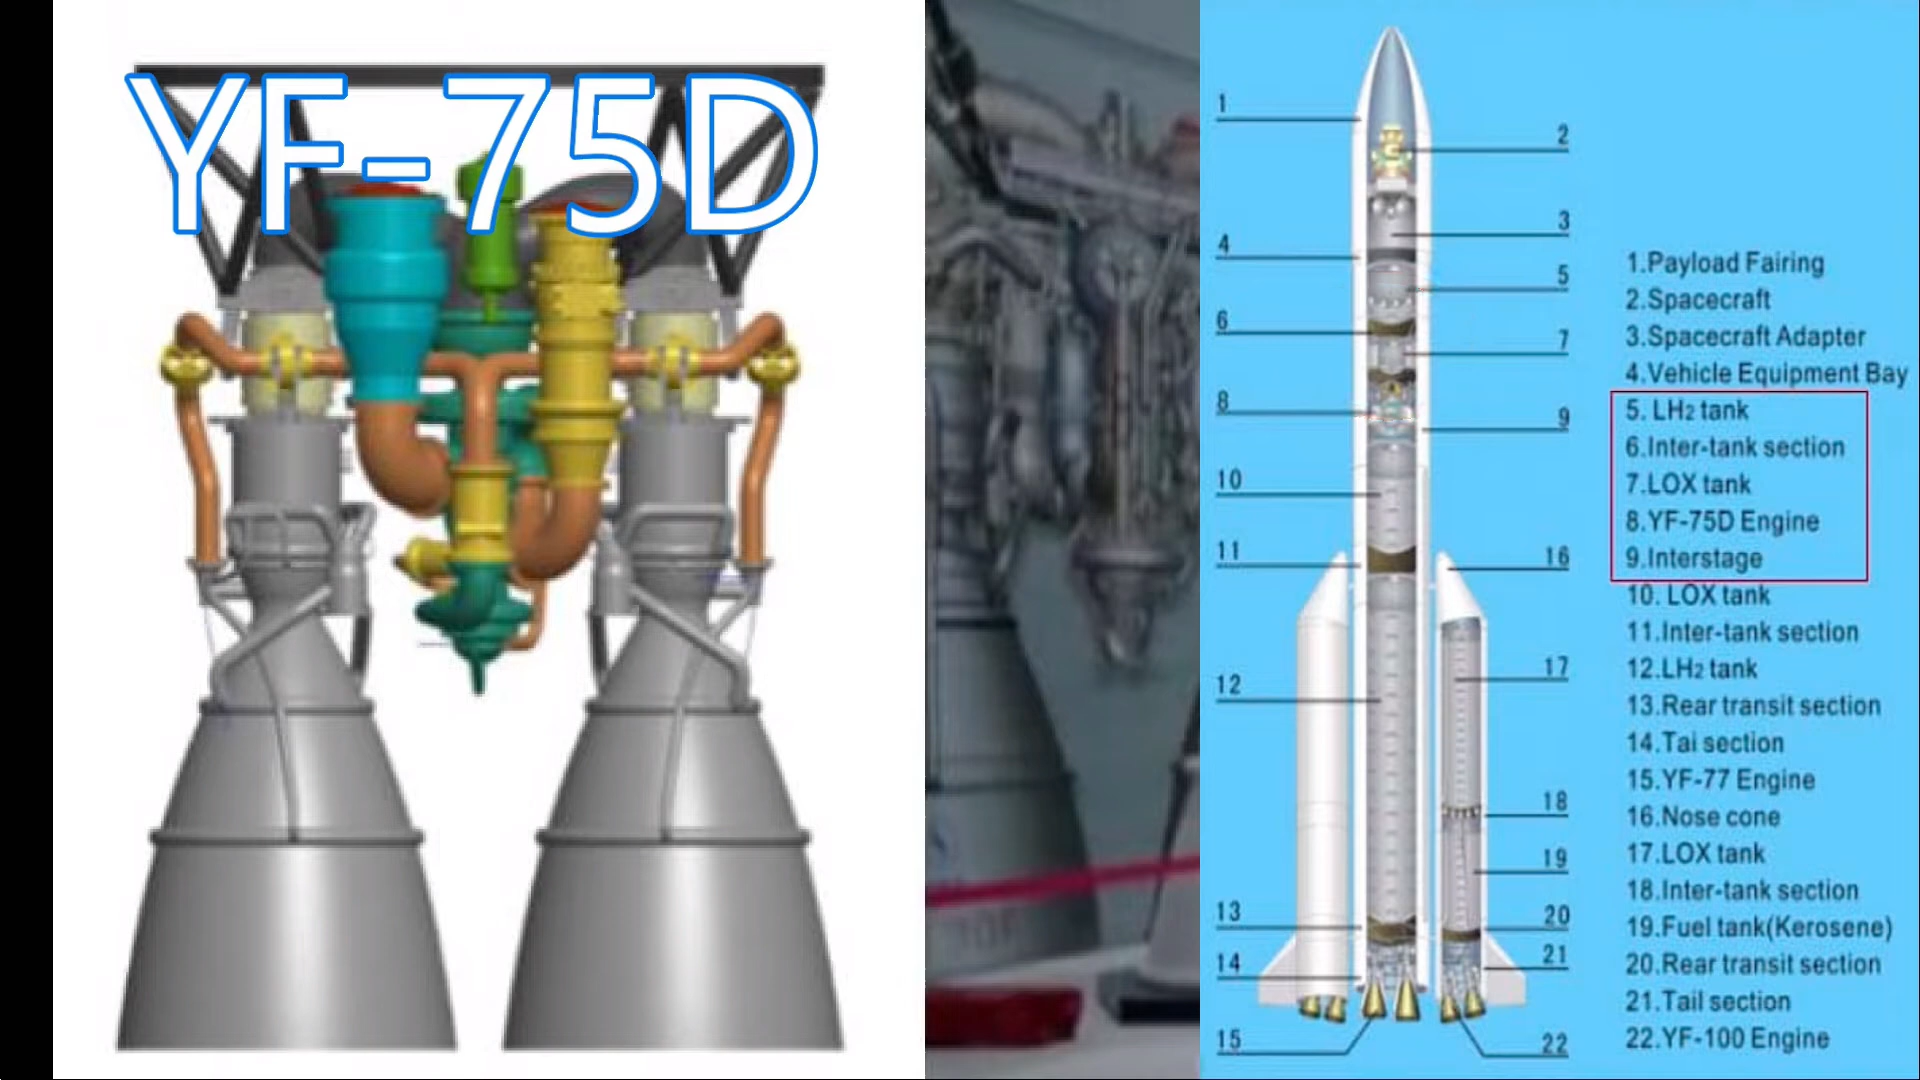 YF-75D
1
2
3
4
5
6
7
8
9
10
11
16
12
17
18
19
13
20
14
21
15
22
1.Payload Fairing
2.Spacecraft
3.Spacecraft Adapter
4.Vehicle Equipment Bay
5. LH2 tank
6.Inter-tank section
7.LOX tank
8.YF-75D Engine
9.Interstage
10. LOX tank
11.Inter-tank section
12.LH2 tank
13.Rear transit section
14.Tai section
15.YF-77 Engine
16.Nose cone
17.LOX tank
18.Inter-tank section
19.Fuel tank(Kerosene)
20.Rear transit section
21.Tail section
22.YF-100 Engine